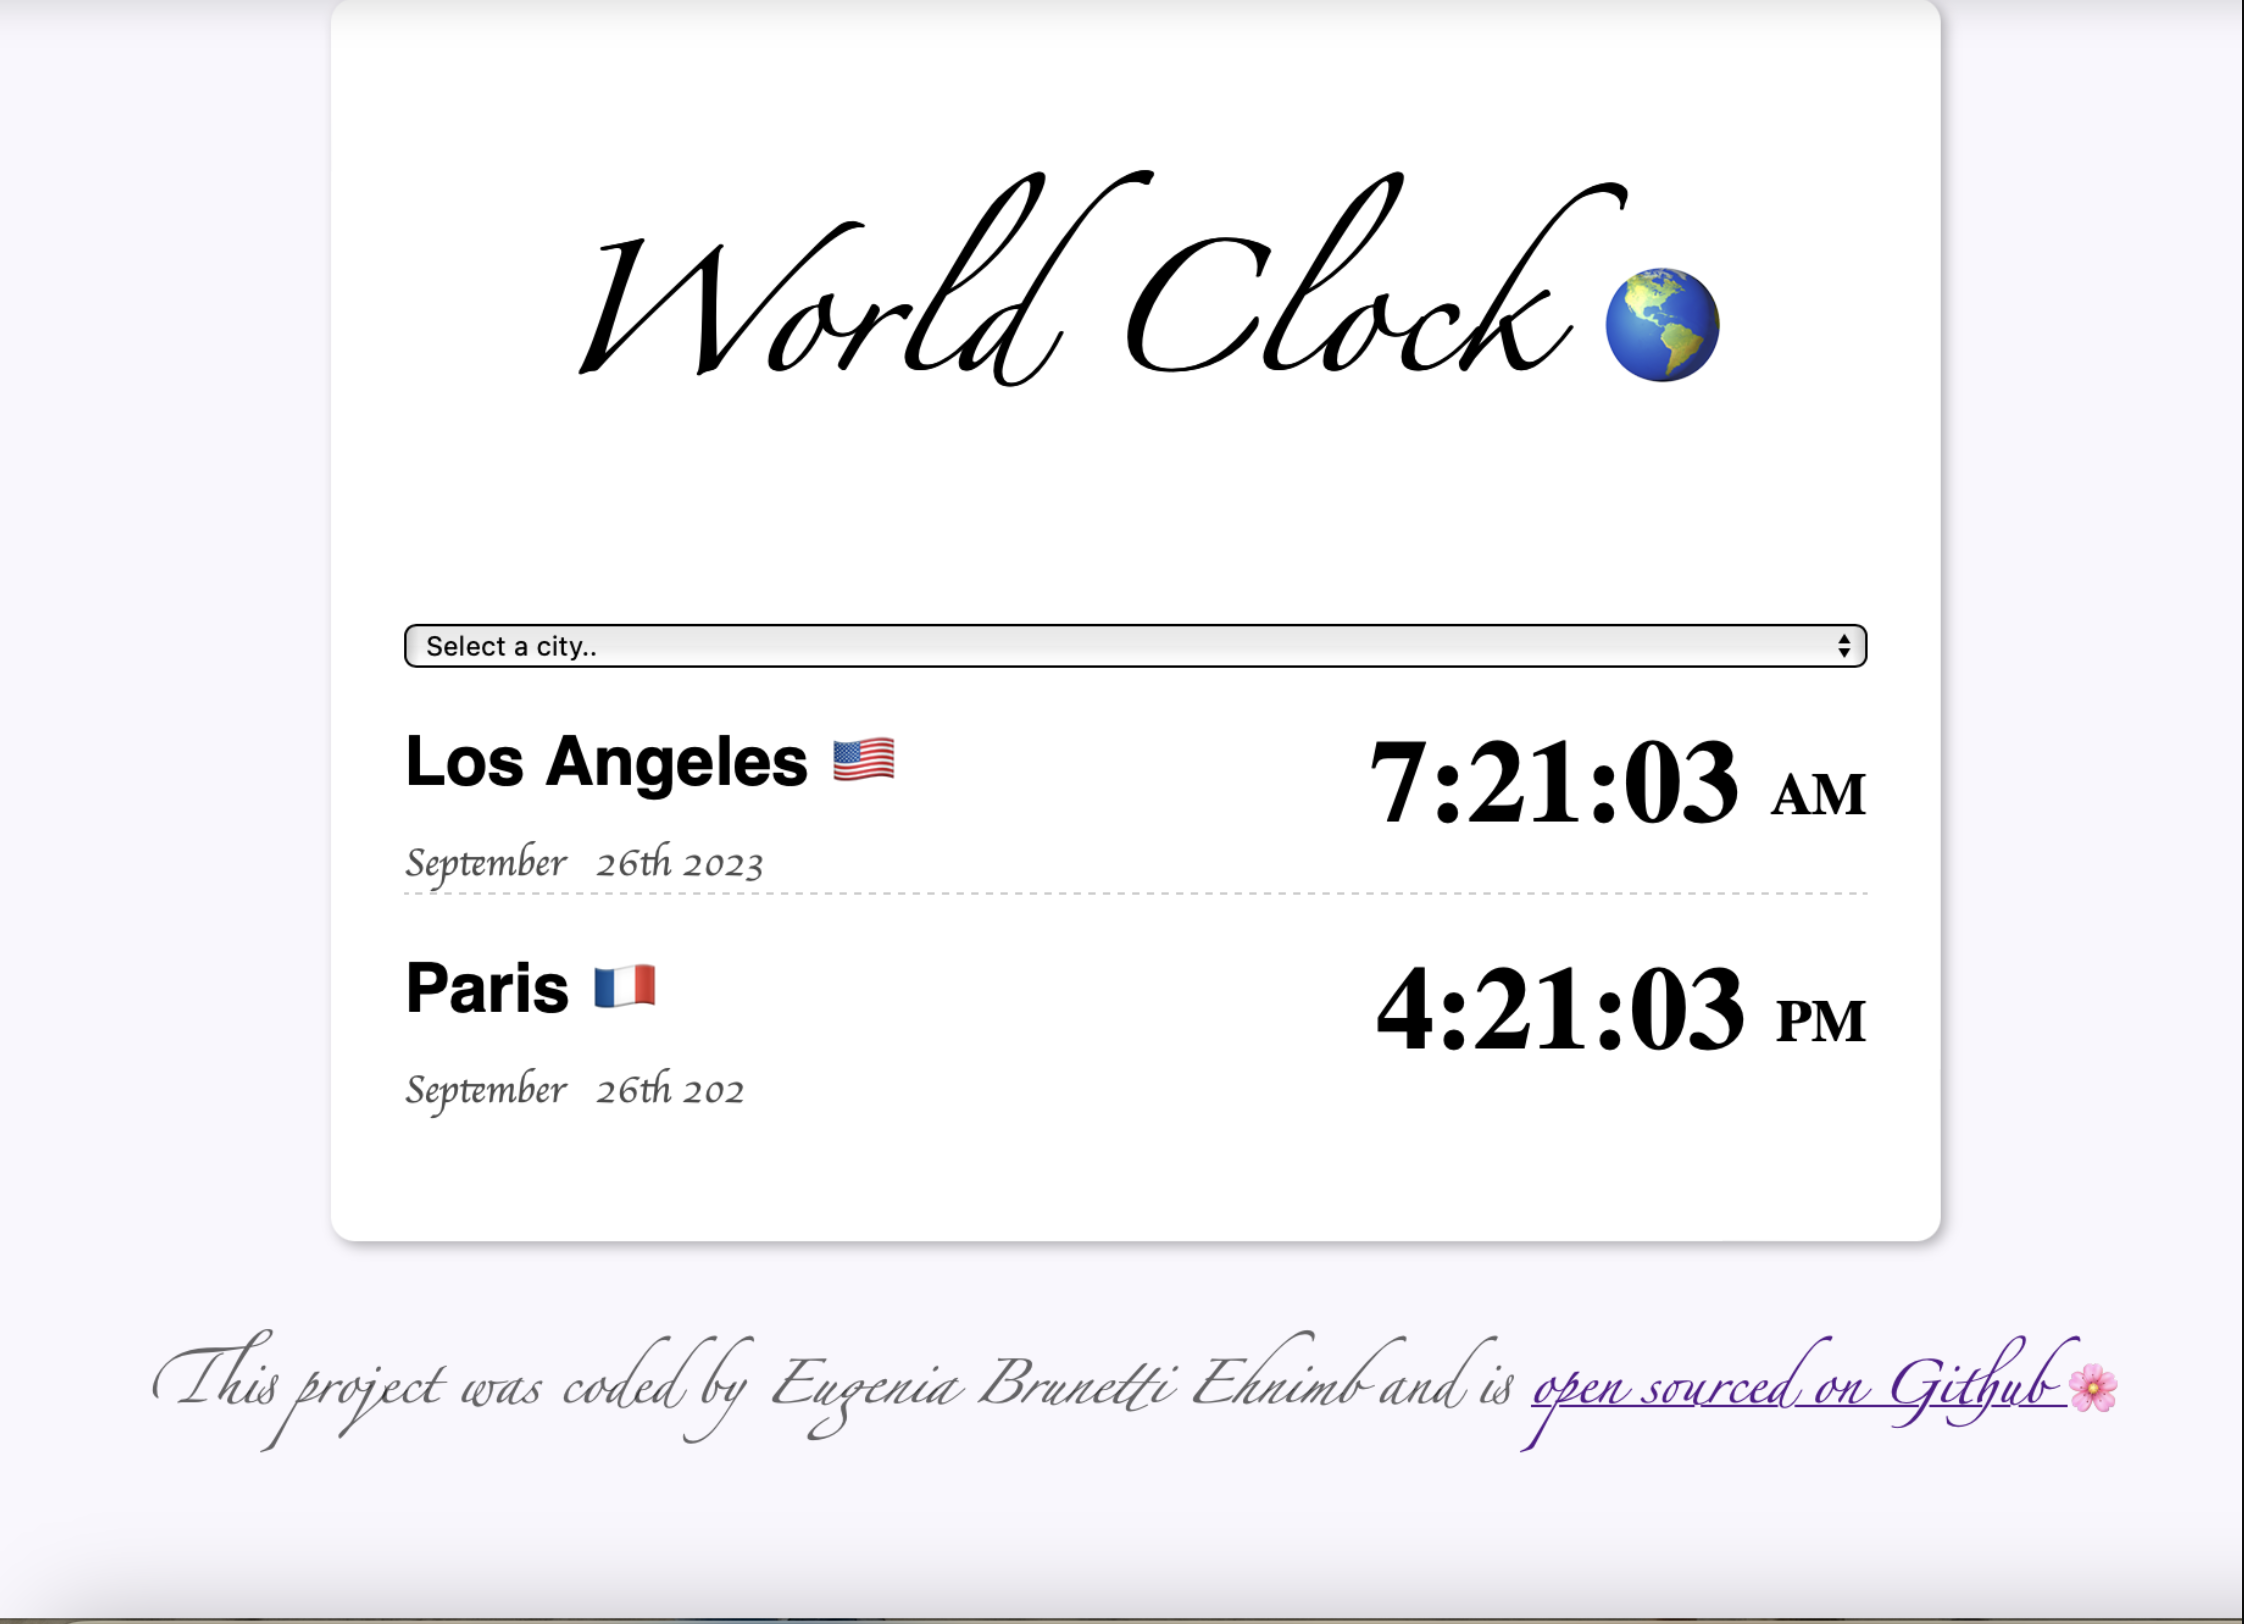 World Clock 🌎
Select a city..
Los Angeles 🇺🇸
7:21:03 AM
September 26th 2023
Paris 🇫🇷
4:21:03 PM
September 26th 202
This project was coded by Eugenia Brunetti Ehnimb and is open sourced on Github 🌸